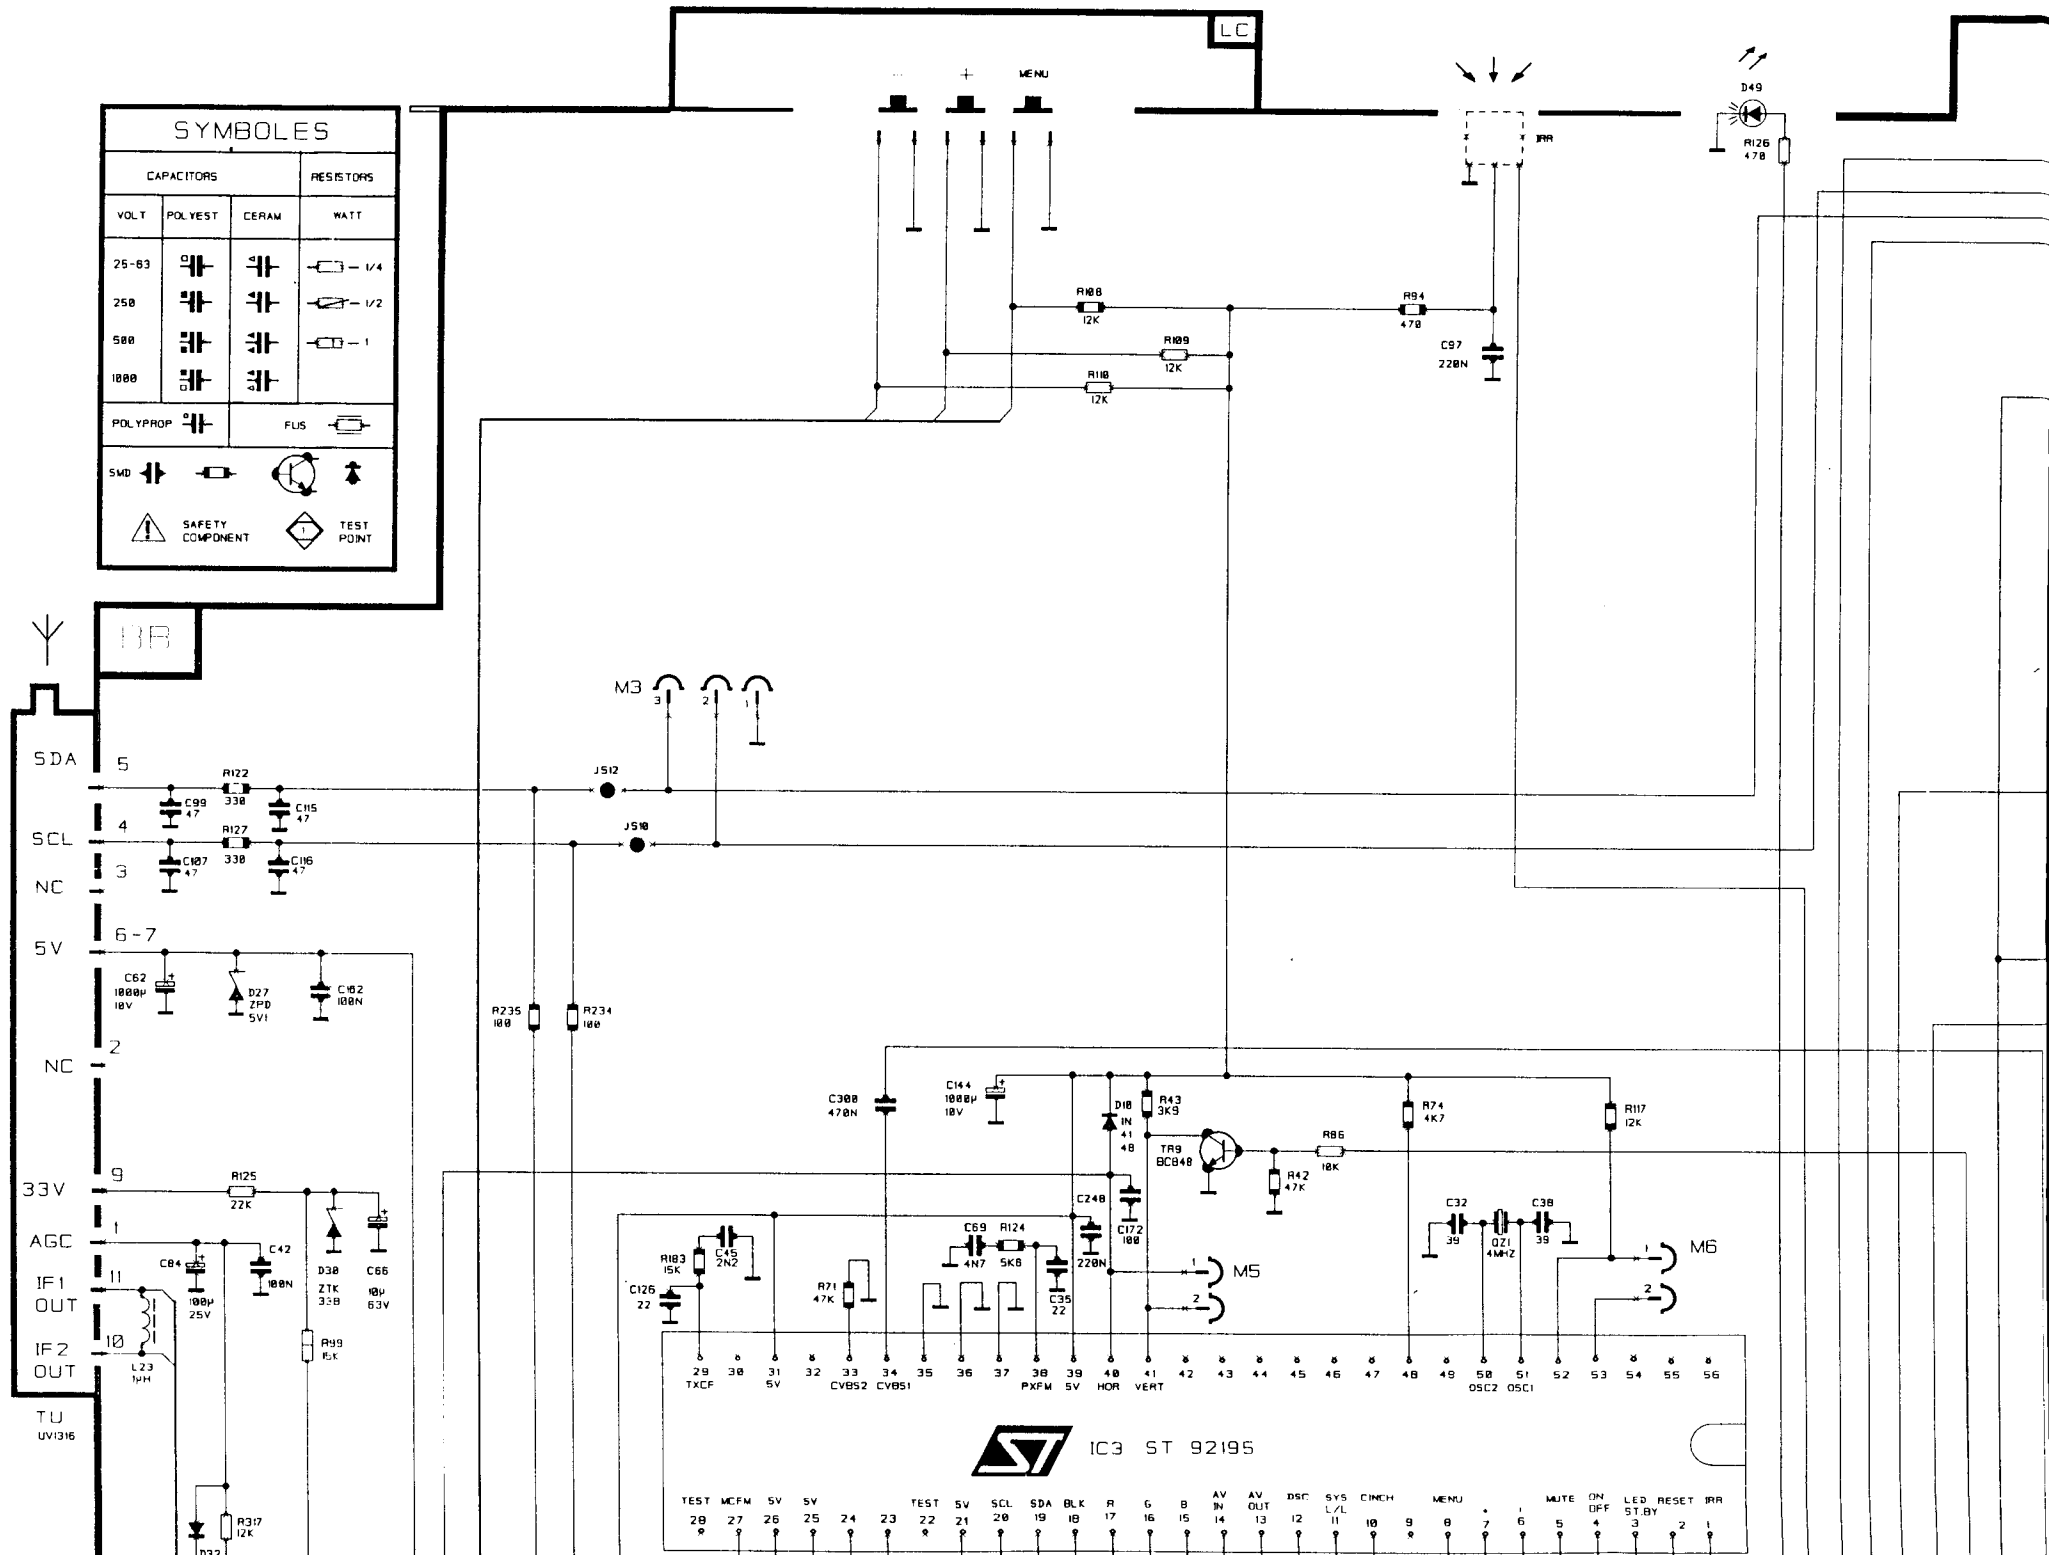 LC
-
+
MENU
D49
R126
470
IRR
SYMBOLES
CAPACITORS
RESISTORS
VOLT
POLYEST
CERAM
WATT
25-63
1/4
250
1/2
500
1
1000
POLYPROP
FUS
SMD
!
SAFETY
COMPONENT
1
TEST
POINT
R108
12K
R109
12K
R110
12K
R94
470
C97
220N
M3
3
2
1
SDA
5
R122
330
C99
47
C115
47
JS12
SCL
4
R127
330
C107
47
C116
47
JS10
NC
3
5V
6-7
C62
1000µ
10V
D27
ZPD
5V1
C162
100N
R235
100
R234
100
NC
2
C300
470N
C144
1000µ
10V
D10
IN
41
48
R43
3K9
TR9
BC848
R86
10K
R42
47K
R74
4K7
R117
12K
33V
9
R125
22K
AGC
1
C84
100µ
25V
C42
100N
D30
ZTK
33B
C66
10µ
63V
IF1
OUT
11
IF2
OUT
10
L23
1µH
R99
15K
TU
UV1316
R317
12K
D32
R183
15K
C45
2N2
C126
22
R71
47K
C69
4N7
R124
5K6
C35
22
C248
220N
C172
100
1
M5
2
C32
39
QZ1
4MHZ
C38
39
1
M6
2
29
30
31
32
33
34
35
36
37
38
39
40
41
42
43
44
45
46
47
48
49
50
51
52
53
54
55
56
TXCF
5V
CVBS2
CVBS1
PXFM
5V
HOR
VERT
OSC2
OSC1
ST
IC3 ST 92195
TEST
MCFM
5V
5V
TEST
5V
SCL
SDA
BLK
R
G
B
AV
IN
AV
OUT
DSC
SYS
L/L
CINCH
MENU
MUTE
ON
OFF
LED
ST.BY
RESET
IRR
28
27
26
25
24
23
22
21
20
19
18
17
16
15
14
13
12
11
10
9
8
7
6
5
4
3
2
1